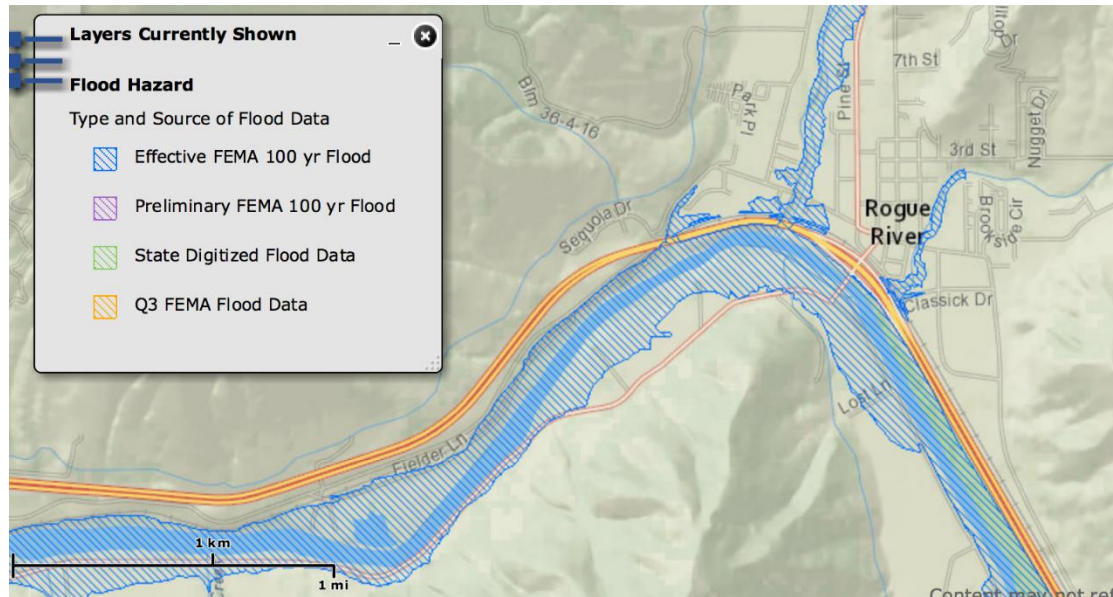 Layers Currently Shown
Flood Hazard
Type and Source of Flood Data
Effective FEMA 100 yr Flood
Preliminary FEMA 100 yr Flood
State Digitized Flood Data
Q3 FEMA Flood Data
Blm 36-4-16
Park Pl
Pine St
7th St
3rd St
Nugget Dr
Brookside Cir
Sequoia Dr
Rogue
River
Classick Dr
Lost Ln
Fielder Ln
1 km
1 mi
Content may not ref